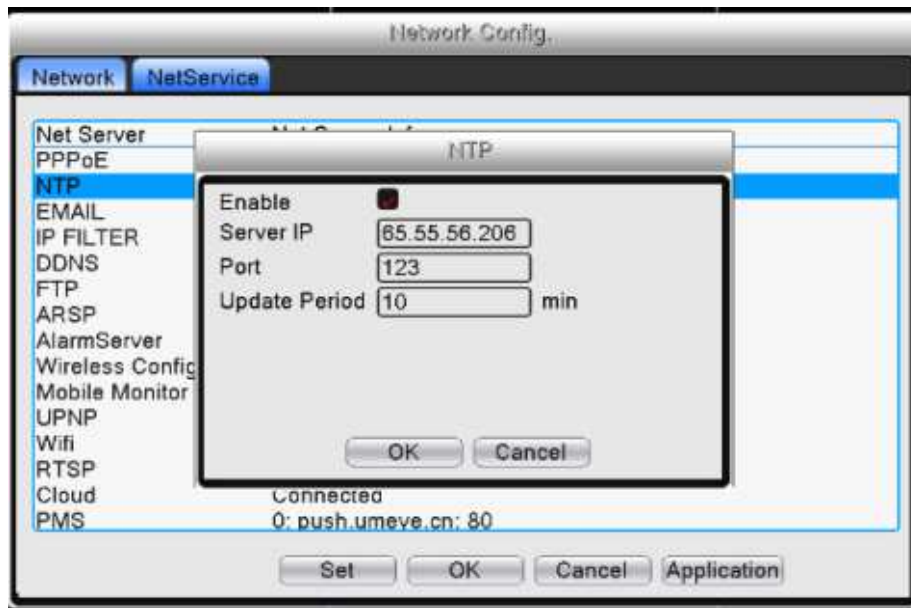 Network Config.
Network NetService
Net Server
PPPoE
NTP
EMAIL
IP FILTER
DDNS
FTP
ARSP
AlarmServer
Wireless Config
Mobile Monitor
UPNP
Wifi
RTSP
Cloud Connected
PMS 0: push.umeye.cn: 80
NTP
Enable
Server IP 65.55.56.206
Port 123
Update Period 10 min
OK Cancel
Set OK Cancel Application